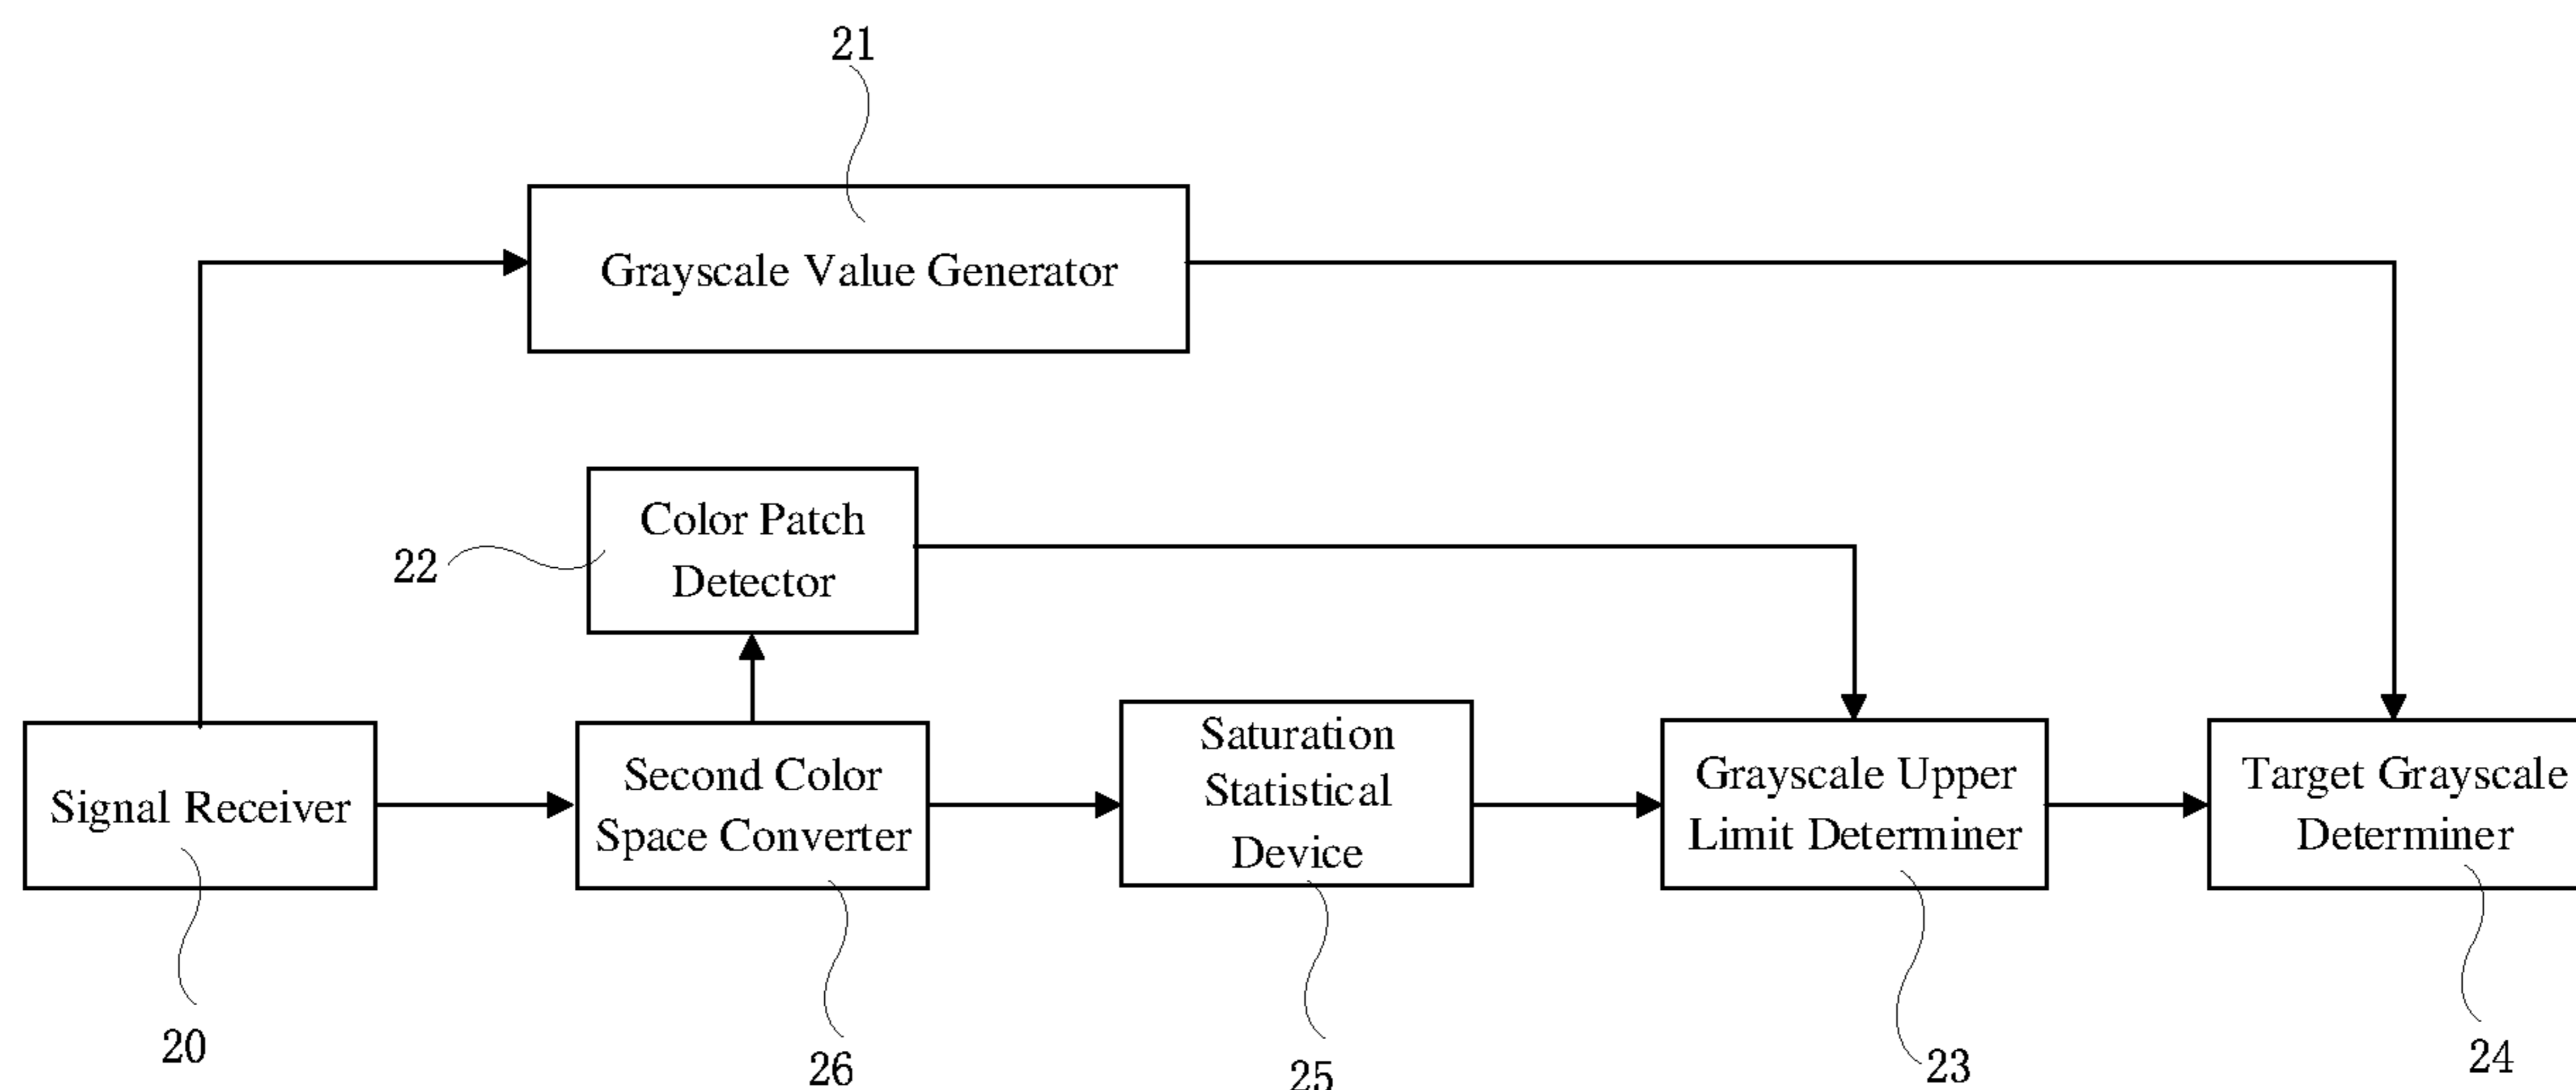 21
Grayscale Value Generator
Color Patch
Detector
22
Signal Receiver
Second Color
Space Converter
Saturation
Statistical
Device
Grayscale Upper
Limit Determiner
Target Grayscale
Determiner
20
26
25
23
24